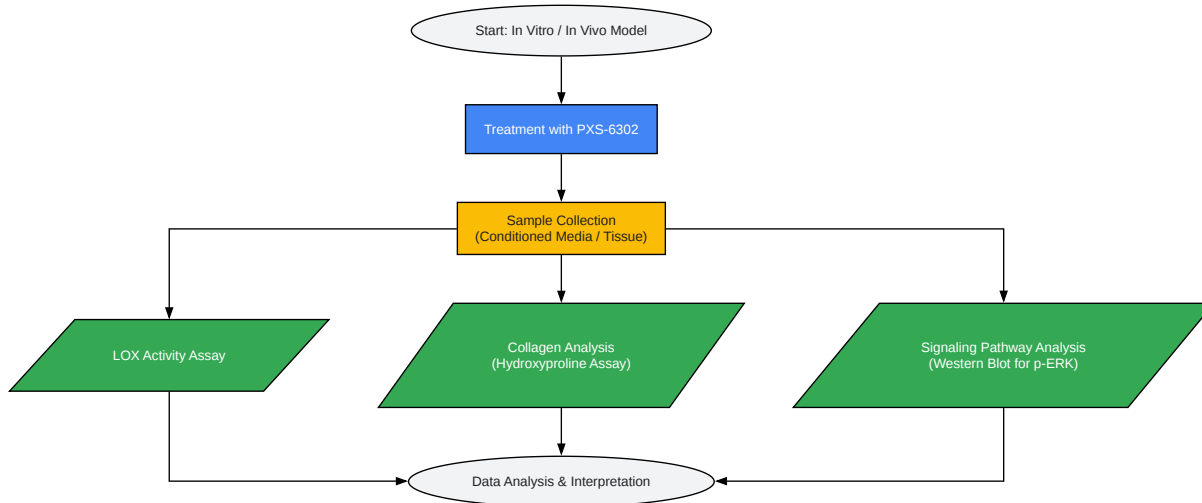 Start: In Vitro / In Vivo Model
Treatment with PXS-6302
Sample Collection
(Conditioned Media / Tissue)
LOX Activity Assay
Collagen Analysis
(Hydroxyproline Assay)
Signaling Pathway Analysis
(Western Blot for p-ERK)
Data Analysis & Interpretation